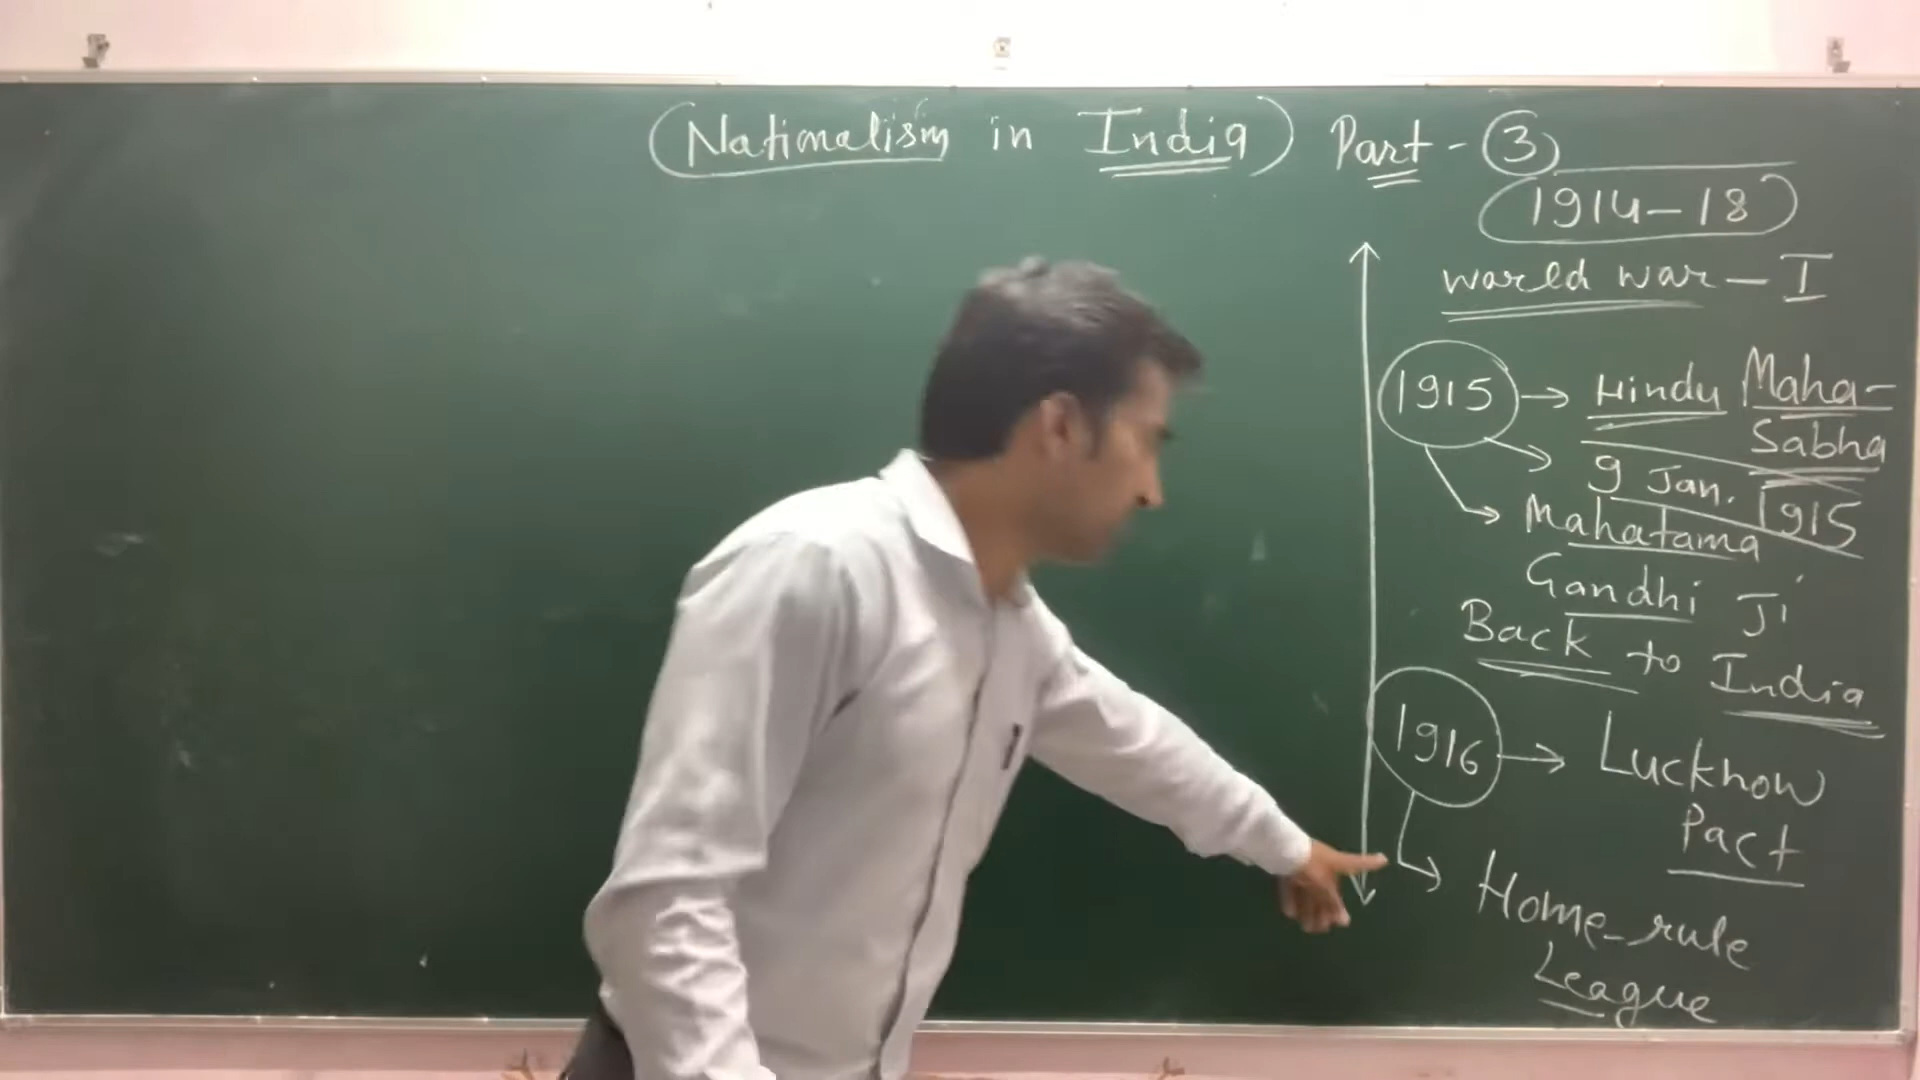 Nationalism in India Part - 3
1914-18
World War - I
1915 → Hindu Maha-
Sabha
9 Jan. 1915
Mahatama
Gandhi Ji
Back to India
1916 → Lucknow
Pact
Home-rule
League